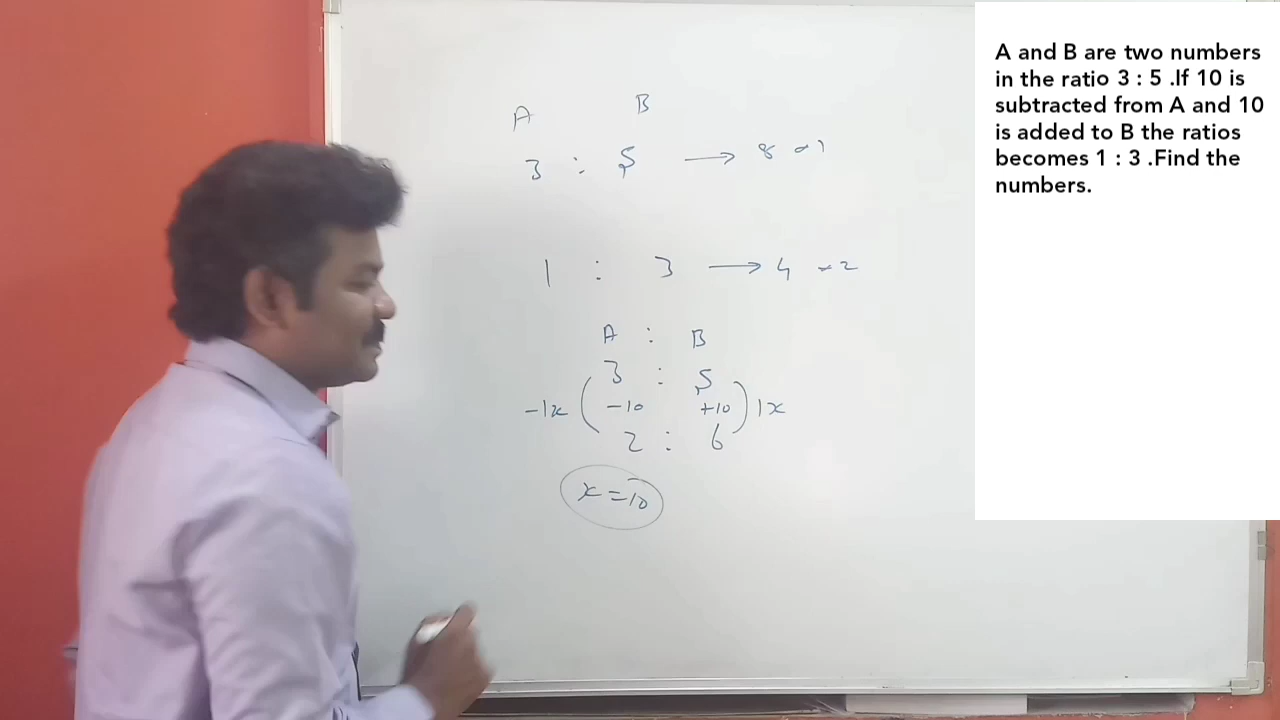 A B
3 : 5 → 8 ×1
1 : 3 → 4 ×2
A : B
3 : 5
-1x ( -10 +10 ) 1x
2 : 6
x = 10
A and B are two numbers
in the ratio 3 : 5 .If 10 is
subtracted from A and 10
is added to B the ratios
becomes 1 : 3 .Find the
numbers.